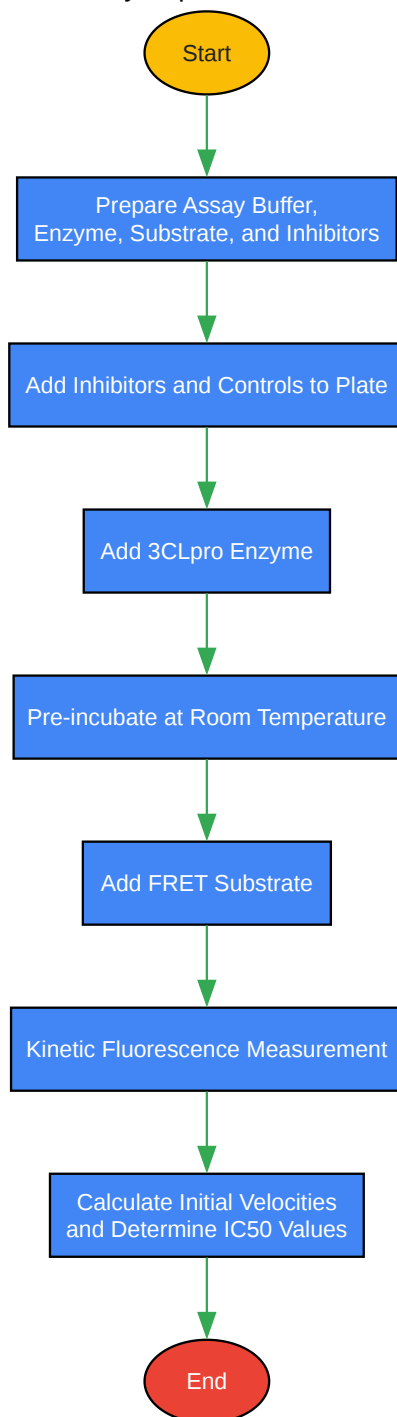 Start
Prepare Assay Buffer,
Enzyme, Substrate, and Inhibitors
Add Inhibitors and Controls to Plate
Add 3CLpro Enzyme
Pre-incubate at Room Temperature
Add FRET Substrate
Kinetic Fluorescence Measurement
Calculate Initial Velocities
and Determine IC50 Values
End